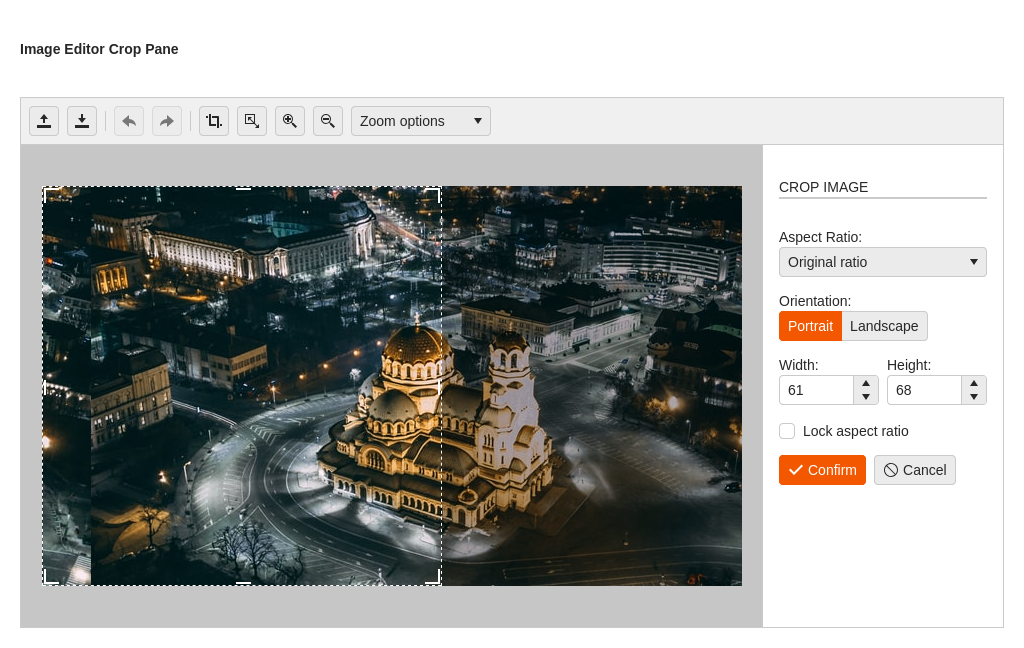 Image Editor Crop Pane
Zoom options
CROP IMAGE
Aspect Ratio:
Original ratio
Orientation:
Portrait Landscape
Width: Height:
61 68
Lock aspect ratio
Confirm Cancel